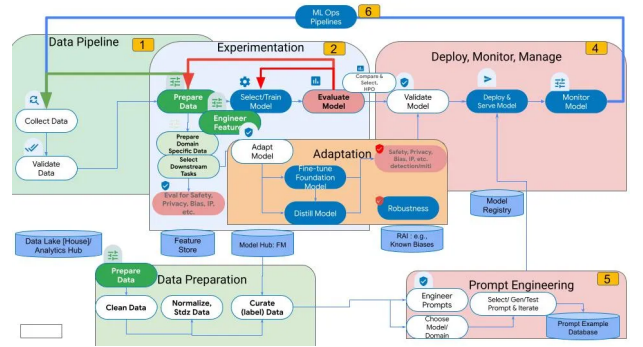 ML Ops
Pipelines
6
Data Pipeline
1
Experimentation
2
Deploy, Monitor, Manage
4
Collect Data
Validate
Data
Prepare
Data
Engineer
Feature
Select/Train
Model
Evaluate
Model
Compare &
Select,
HPO
Validate
Model
Deploy &
Serve Model
Monitor
Model
Prepare
Domain
Specific Data
Select
Downstream
Tasks
Eval for Safety,
Privacy, Bias, IP,
etc.
Adapt
Model
Adaptation
Fine-tune
Foundation
Model
Distill Model
Safety, Privacy,
Bias, IP, etc.
detection/miti
Robustness
Data Lake [House]/
Analytics Hub
Feature
Store
Model Hub: FM
RAI : e.g.,
Known Biases
Model
Registry
Prepare
Data
Data Preparation
Clean Data
Normalize,
Stdz Data
Curate
(label) Data
Prompt Engineering
5
Engineer
Prompts
Choose
Model/
Domain
Select/ Gen/Test
Prompt & Iterate
Prompt Example
Database